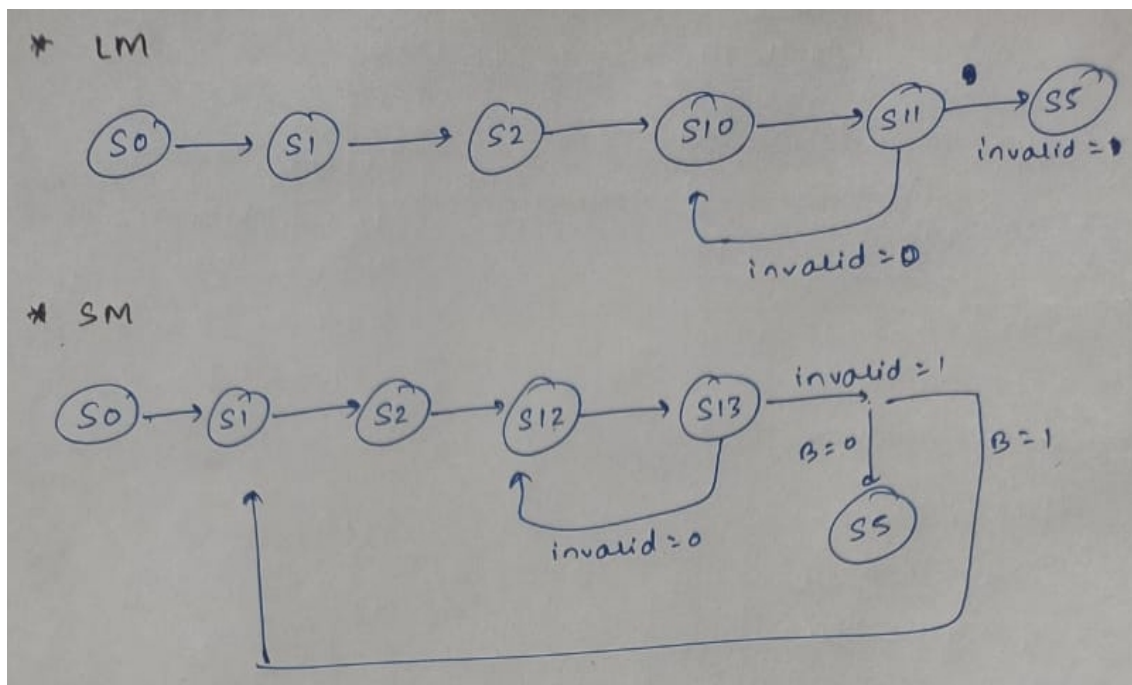 * LM
S0 S1 S2 S10 S11 S5
invalid =
invalid = 0
* SM
S0 S1 S2 S12 S13
invalid = 1
B = 0
B = 1
S5
invalid = 0